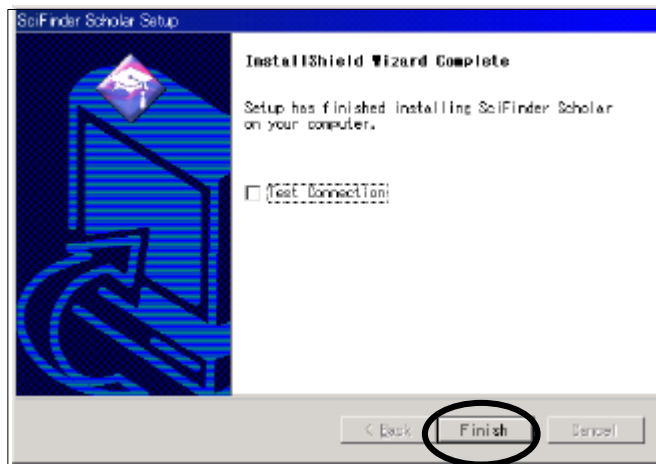 SciFinder Scholar Setup
InstallShield Wizard Complete
Setup has finished installing SciFinder Scholar
on your computer.
Test Connection
< Back
Finish
Cancel